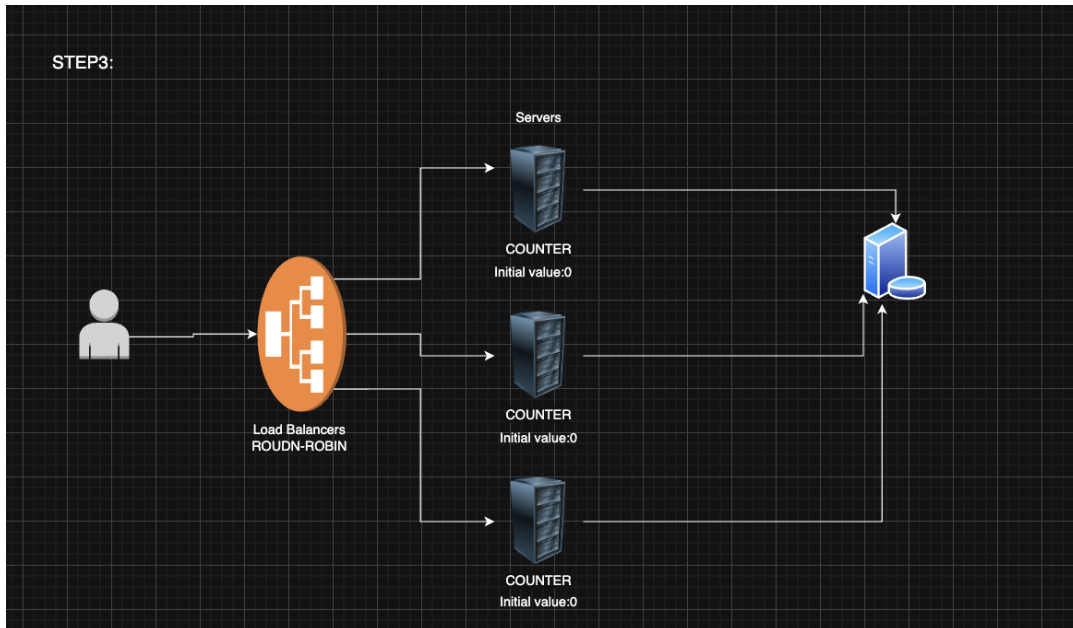 STEP3:
Servers
COUNTER
Initial value:0
Load Balancers
ROUDN-ROBIN
COUNTER
Initial value:0
COUNTER
Initial value:0